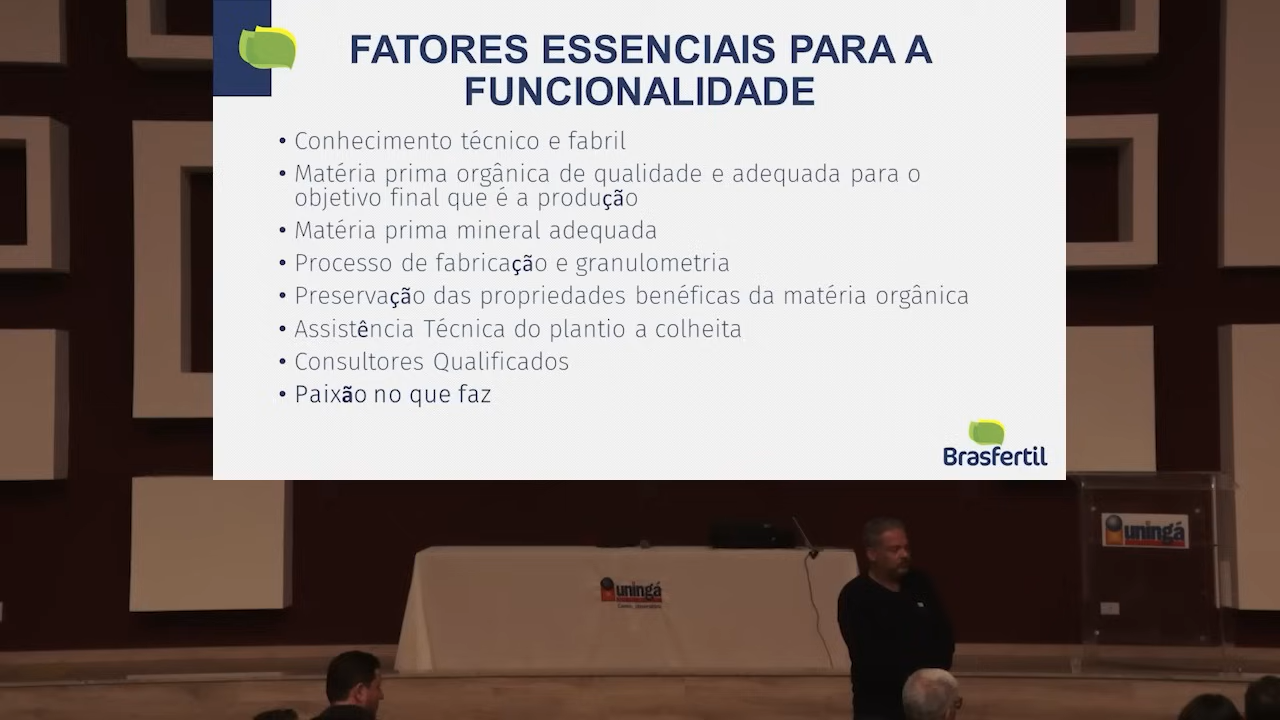 FATORES ESSENCIAIS PARA A
FUNCIONALIDADE
• Conhecimento técnico e fabril
• Matéria prima orgânica de qualidade e adequada para o
objetivo final que é a produção
• Matéria prima mineral adequada
• Processo de fabricação e granulometria
• Preservação das propriedades benéficas da matéria orgânica
• Assistência Técnica do plantio a colheita
• Consultores Qualificados
• Paixão no que faz
Brasfertil
uningá
uningá